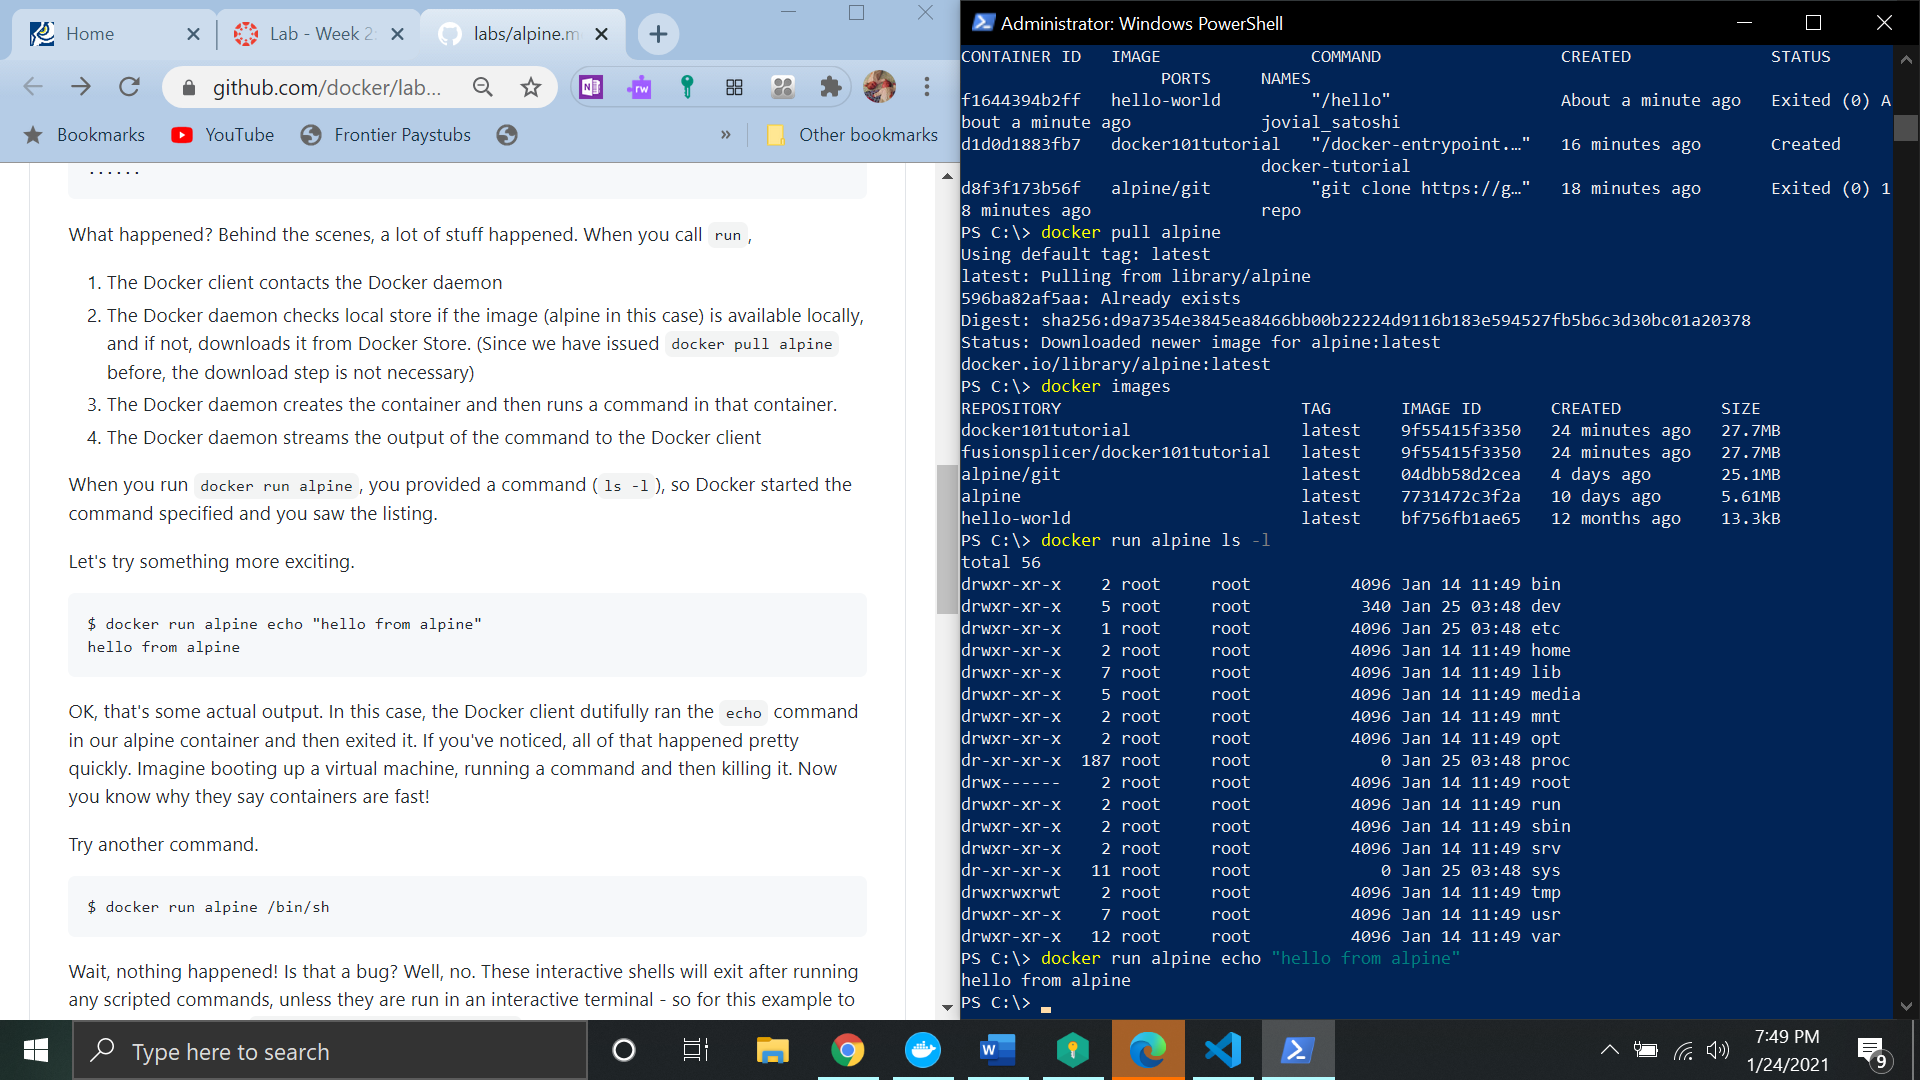 Home
Lab - Week 2
labs/alpine.m
github.com/docker/lab...
Bookmarks
YouTube
Frontier Paystubs
»
Other bookmarks
......
What happened? Behind the scenes, a lot of stuff happened. When you call run,
1. The Docker client contacts the Docker daemon
2. The Docker daemon checks local store if the image (alpine in this case) is available locally,
and if not, downloads it from Docker Store. (Since we have issued docker pull alpine
before, the download step is not necessary)
3. The Docker daemon creates the container and then runs a command in that container.
4. The Docker daemon streams the output of the command to the Docker client
When you run docker run alpine, you provided a command (ls -l), so Docker started the
command specified and you saw the listing.
Let's try something more exciting.
$ docker run alpine echo "hello from alpine"
hello from alpine
OK, that's some actual output. In this case, the Docker client dutifully ran the echo command
in our alpine container and then exited it. If you've noticed, all of that happened pretty
quickly. Imagine booting up a virtual machine, running a command and then killing it. Now
you know why they say containers are fast!
Try another command.
$ docker run alpine /bin/sh
Wait, nothing happened! Is that a bug? Well, no. These interactive shells will exit after running
any scripted commands, unless they are run in an interactive terminal - so for this example to
Administrator: Windows PowerShell
CONTAINER ID   IMAGE               COMMAND                  CREATED              STATUS
                    PORTS     NAMES
f1644394b2ff   hello-world         "/hello"                 About a minute ago   Exited (0) A
bout a minute ago             jovial_satoshi
d1d0d1883fb7   docker101tutorial   "/docker-entrypoint.…"   16 minutes ago       Created
                              docker-tutorial
d8f3f173b56f   alpine/git          "git clone https://g…"   18 minutes ago       Exited (0) 1
8 minutes ago                 repo
PS C:\> docker pull alpine
Using default tag: latest
latest: Pulling from library/alpine
596ba82af5aa: Already exists
Digest: sha256:d9a7354e3845ea8466bb00b22224d9116b183e594527fb5b6c3d30bc01a20378
Status: Downloaded newer image for alpine:latest
docker.io/library/alpine:latest
PS C:\> docker images
REPOSITORY                        TAG       IMAGE ID       CREATED          SIZE
docker101tutorial                 latest    9f55415f3350   24 minutes ago   27.7MB
fusionsplicer/docker101tutorial   latest    9f55415f3350   24 minutes ago   27.7MB
alpine/git                        latest    04dbb58d2cea   4 days ago       25.1MB
alpine                            latest    7731472c3f2a   10 days ago      5.61MB
hello-world                       latest    bf756fb1ae65   12 months ago    13.3kB
PS C:\> docker run alpine ls -l
total 56
drwxr-xr-x    2 root     root          4096 Jan 14 11:49 bin
drwxr-xr-x    5 root     root           340 Jan 25 03:48 dev
drwxr-xr-x    1 root     root          4096 Jan 25 03:48 etc
drwxr-xr-x    2 root     root          4096 Jan 14 11:49 home
drwxr-xr-x    7 root     root          4096 Jan 14 11:49 lib
drwxr-xr-x    5 root     root          4096 Jan 14 11:49 media
drwxr-xr-x    2 root     root          4096 Jan 14 11:49 mnt
drwxr-xr-x    2 root     root          4096 Jan 14 11:49 opt
dr-xr-xr-x  187 root     root             0 Jan 25 03:48 proc
drwx------    2 root     root          4096 Jan 14 11:49 root
drwxr-xr-x    2 root     root          4096 Jan 14 11:49 run
drwxr-xr-x    2 root     root          4096 Jan 14 11:49 sbin
drwxr-xr-x    2 root     root          4096 Jan 14 11:49 srv
dr-xr-xr-x   11 root     root             0 Jan 25 03:48 sys
drwxrwxrwt    2 root     root          4096 Jan 14 11:49 tmp
drwxr-xr-x    7 root     root          4096 Jan 14 11:49 usr
drwxr-xr-x   12 root     root          4096 Jan 14 11:49 var
PS C:\> docker run alpine echo "hello from alpine"
hello from alpine
PS C:\>
Type here to search
7:49 PM
1/24/2021
9